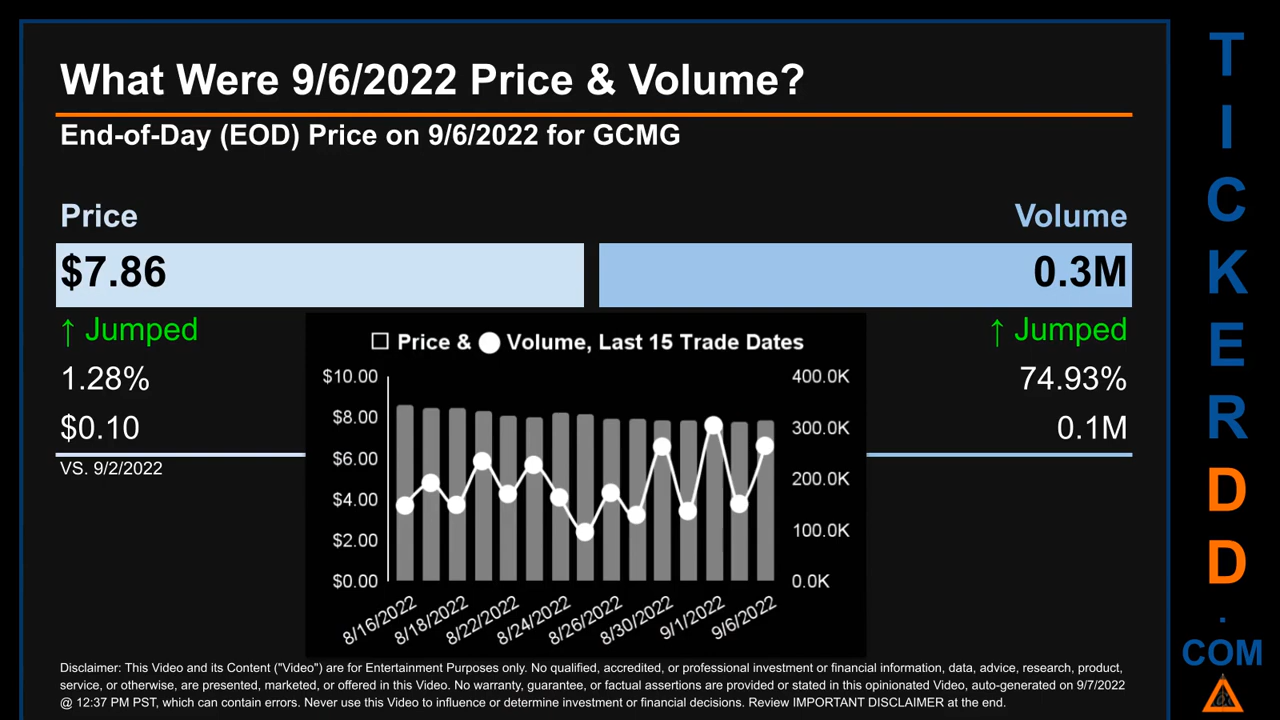 What Were 9/6/2022 Price & Volume?
End-of-Day (EOD) Price on 9/6/2022 for GCMG
Price
Volume
$7.86
0.3M
↑ Jumped
↑ Jumped
1.28%
74.93%
$0.10
0.1M
VS. 9/2/2022
Price & Volume, Last 15 Trade Dates
$10.00
$8.00
$6.00
$4.00
$2.00
$0.00
400.0K
300.0K
200.0K
100.0K
0.0K
8/16/2022
8/18/2022
8/22/2022
8/24/2022
8/26/2022
8/30/2022
9/1/2022
9/6/2022
Disclaimer: This Video and its Content ("Video") are for Entertainment Purposes only. No qualified, accredited, or professional investment or financial information, data, advice, research, product,
service, or otherwise, are presented, marketed, or offered in this Video. No warranty, guarantee, or factual assertions are provided or stated in this opinionated Video, auto-generated on 9/7/2022
@ 12:37 PM PST, which can contain errors. Never use this Video to influence or determine investment or financial decisions. Review IMPORTANT DISCLAIMER at the end.
T
I
C
K
E
R
D
D
.
COM